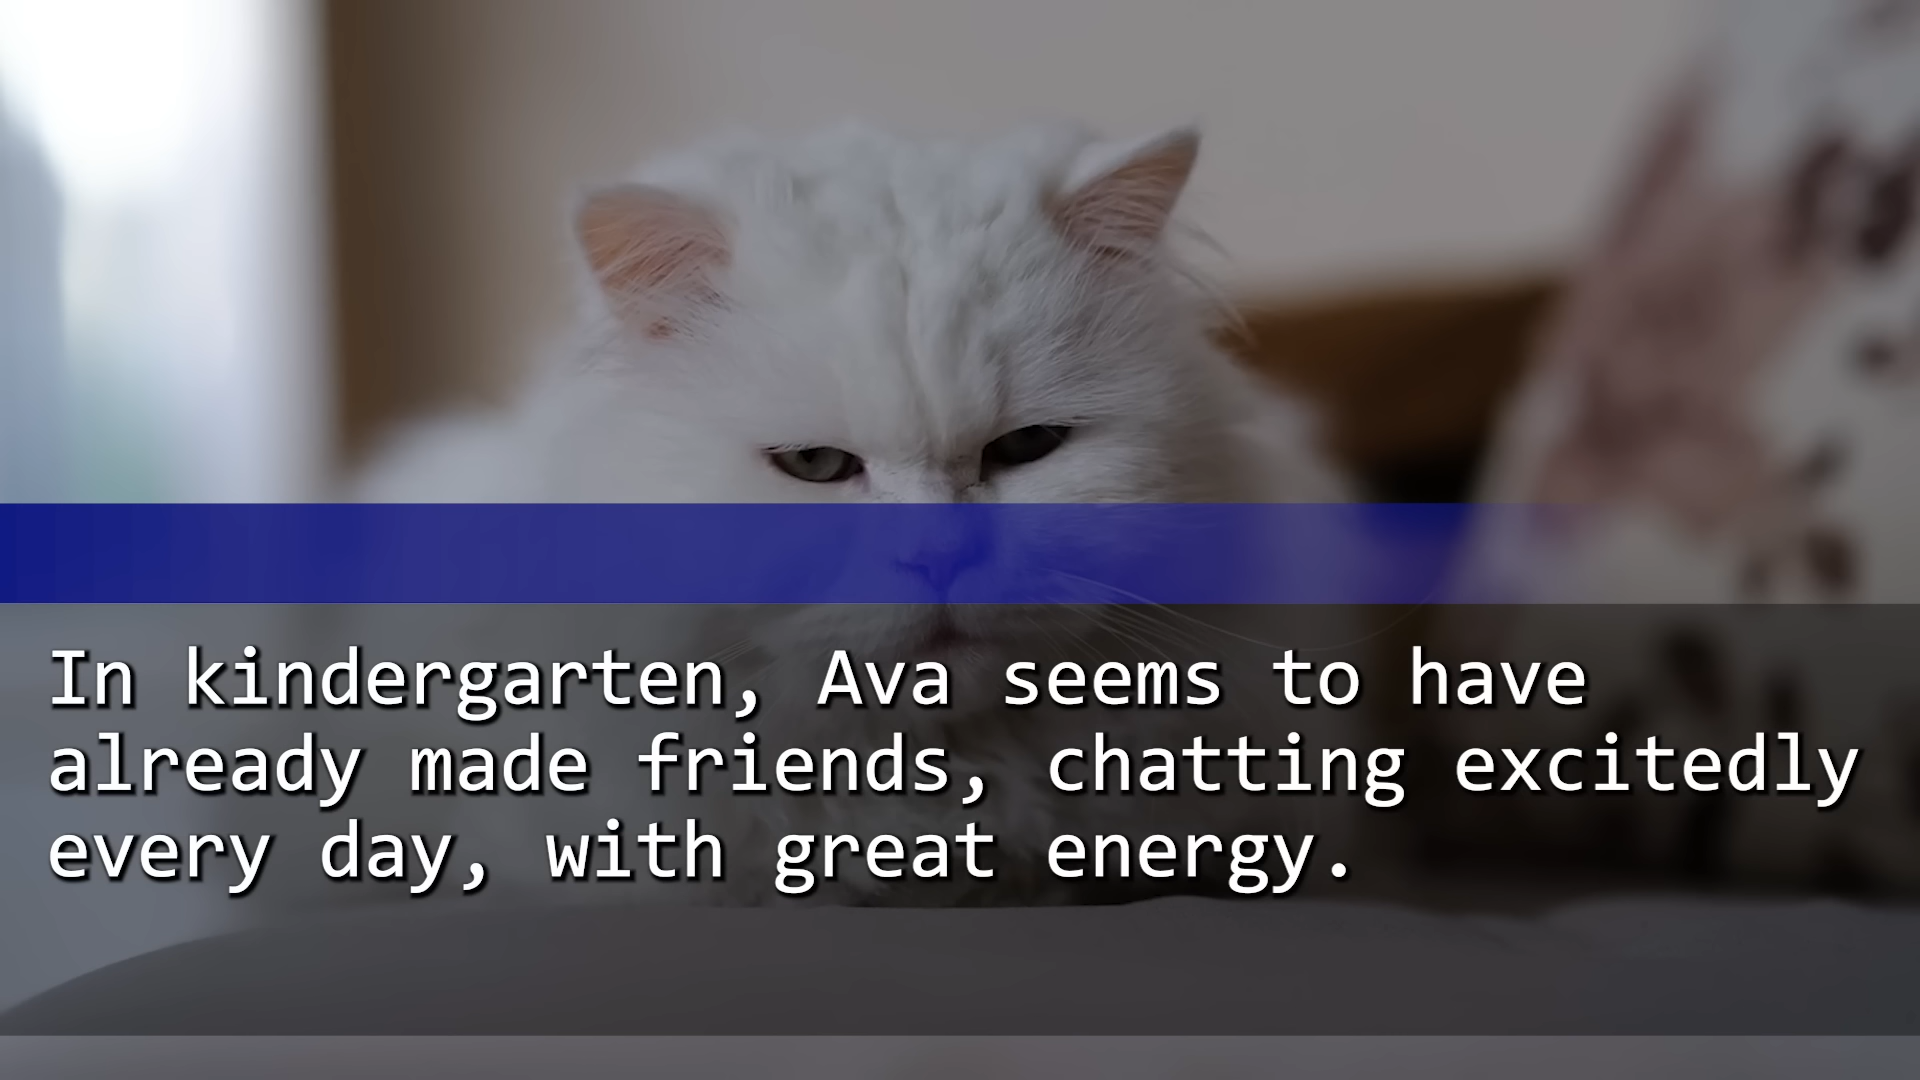 In kindergarten, Ava seems to have
already made friends, chatting excitedly
every day, with great energy.